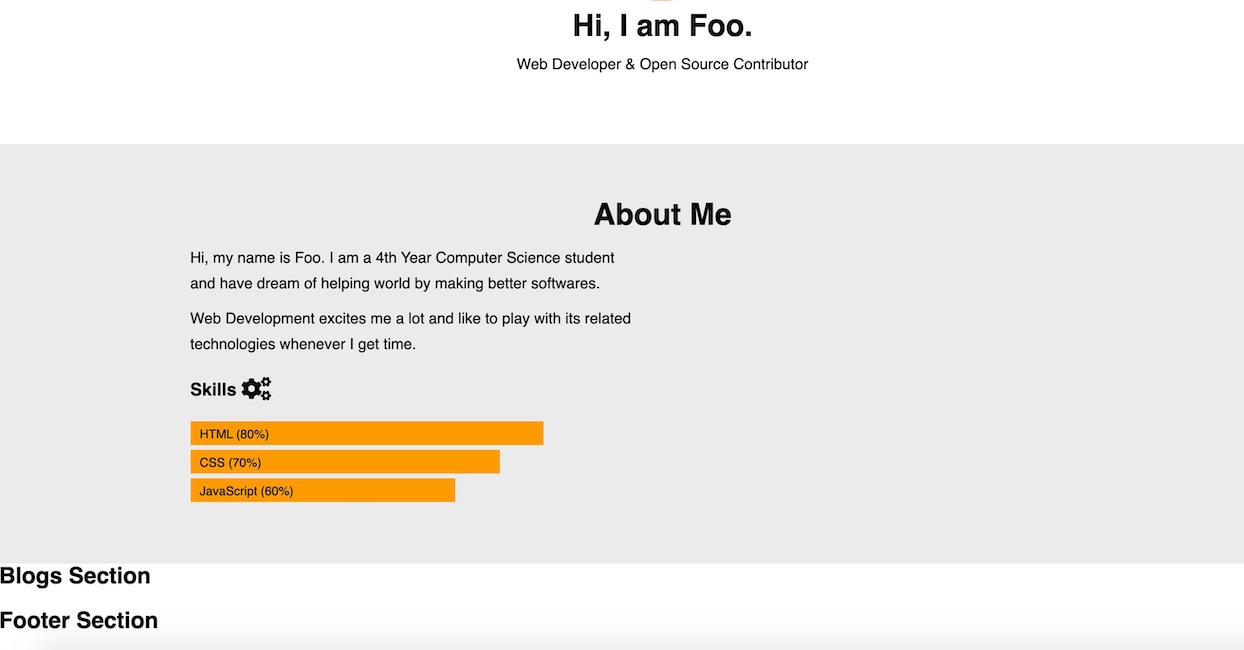 Hi, I am Foo.
Web Developer & Open Source Contributor
About Me
Hi, my name is Foo. I am a 4th Year Computer Science student
and have dream of helping world by making better softwares.
Web Development excites me a lot and like to play with its related
technologies whenever I get time.
Skills
HTML (80%)
CSS (70%)
JavaScript (60%)
Blogs Section
Footer Section